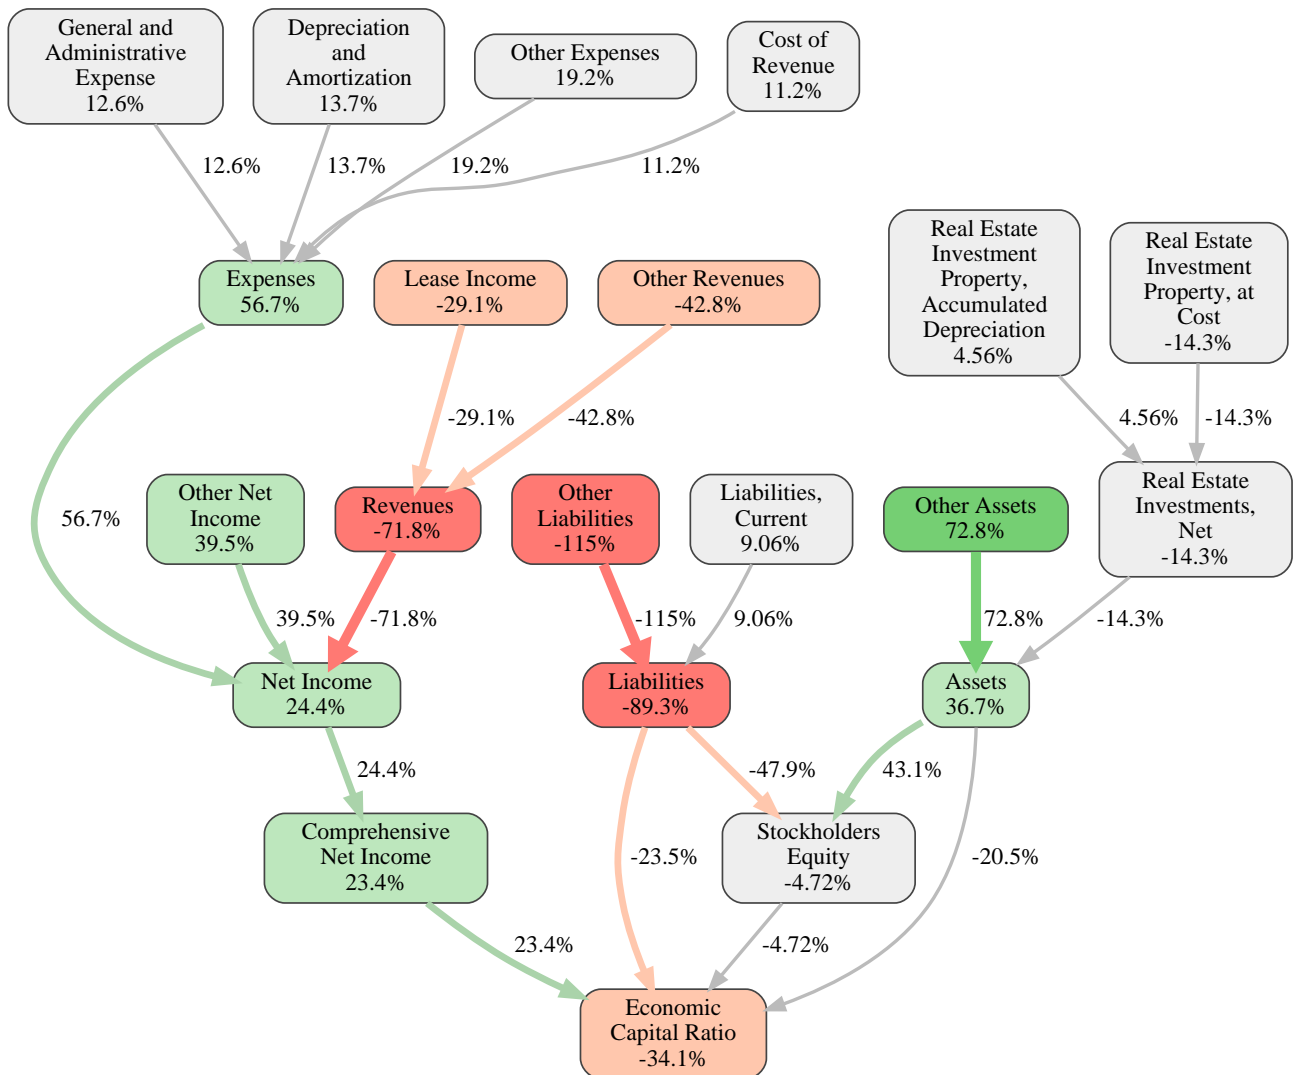 General and
Administrative
Expense
12.6%
Depreciation
and
Amortization
13.7%
Other Expenses
19.2%
Cost of
Revenue
11.2%
12.6%
13.7%
19.2%
11.2%
Real Estate
Investment
Property,
Accumulated
Depreciation
4.56%
Real Estate
Investment
Property, at
Cost
-14.3%
Expenses
56.7%
Lease Income
-29.1%
Other Revenues
-42.8%
-29.1%
-42.8%
4.56%
-14.3%
56.7%
Other Net
Income
39.5%
Revenues
-71.8%
Other
Liabilities
-115%
Liabilities,
Current
9.06%
Other Assets
72.8%
Real Estate
Investments,
Net
-14.3%
39.5%
-71.8%
-115%
9.06%
72.8%
-14.3%
Net Income
24.4%
Liabilities
-89.3%
Assets
36.7%
24.4%
-47.9%
43.1%
Comprehensive
Net Income
23.4%
-23.5%
Stockholders
Equity
-4.72%
-20.5%
23.4%
-4.72%
Economic
Capital Ratio
-34.1%